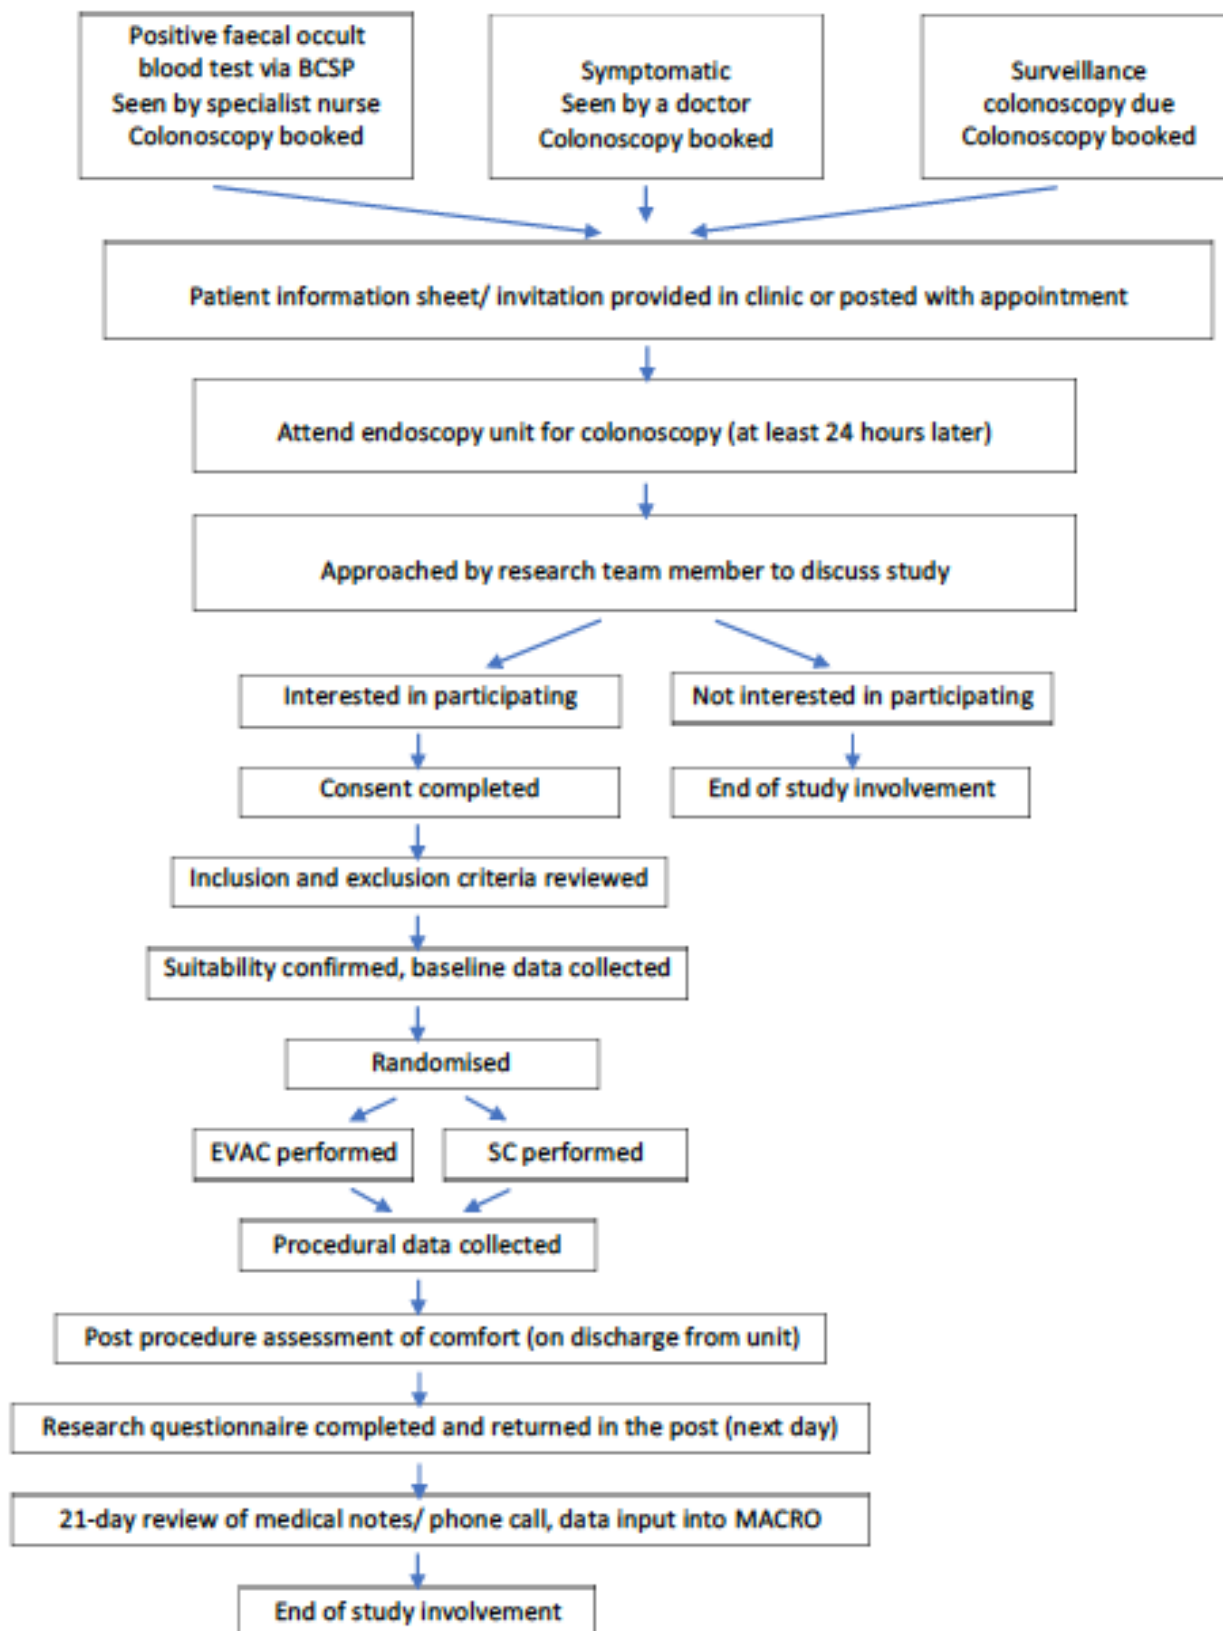 Positive faecal occult
blood test via BCSP
Seen by specialist nurse
Colonoscopy booked
Symptomatic
Seen by a doctor
Colonoscopy booked
Surveillance
colonoscopy due
Colonoscopy booked
Patient information sheet/ invitation provided in clinic or posted with appointment
Attend endoscopy unit for colonoscopy (at least 24 hours later)
Approached by research team member to discuss study
Interested in participating
Not interested in participating
Consent completed
End of study involvement
Inclusion and exclusion criteria reviewed
Suitability confirmed, baseline data collected
Randomised
EVAC performed
SC performed
Procedural data collected
Post procedure assessment of comfort (on discharge from unit)
Research questionnaire completed and returned in the post (next day)
21-day review of medical notes/ phone call, data input into MACRO
End of study involvement